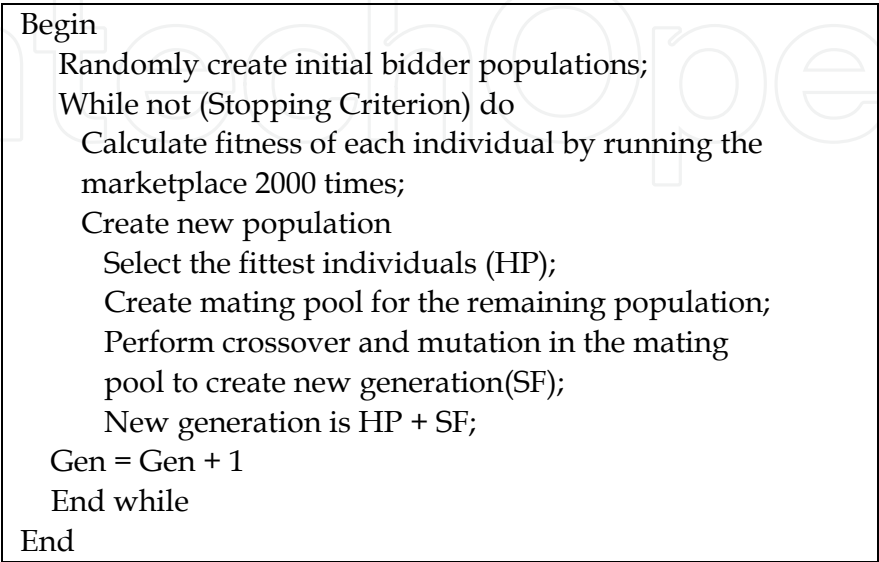 Begin
Randomly create initial bidder populations;
While not (Stopping Criterion) do
Calculate fitness of each individual by running the
marketplace 2000 times;
Create new population
Select the fittest individuals (HP);
Create mating pool for the remaining population;
Perform crossover and mutation in the mating
pool to create new generation(SF);
New generation is HP + SF;
Gen = Gen + 1
End while
End